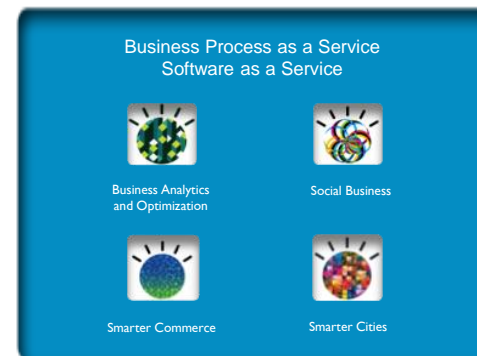 Business Process as a Service
Software as a Service
Business Analytics
and Optimization
Social Business
Smarter Commerce
Smarter Cities